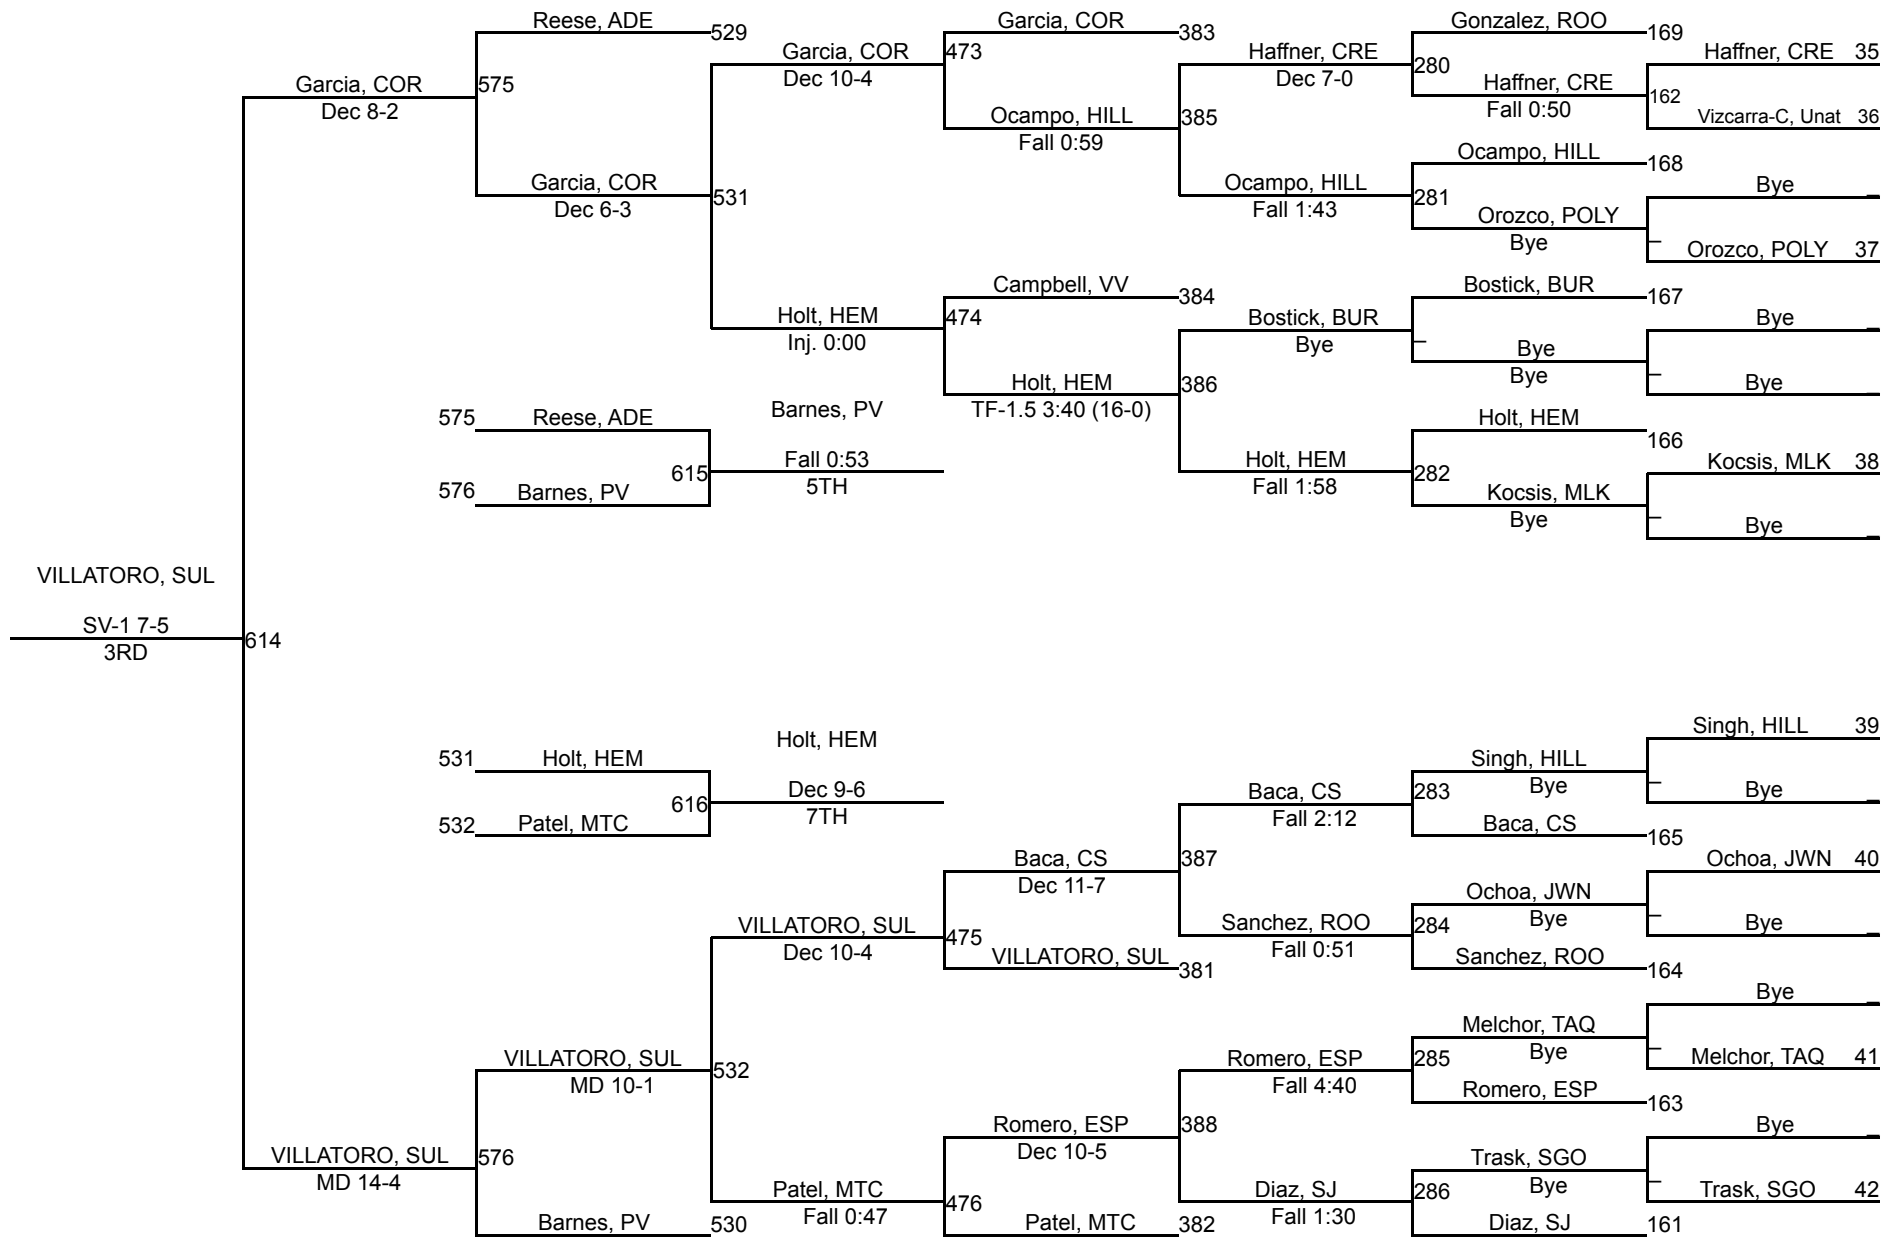 Reese, ADE
529
Garcia, COR
383
Gonzalez, ROO
169
Garcia, COR
Dec 10-4
473
Haffner, CRE
Dec 7-0
280
Haffner, CRE 35
Garcia, COR
Dec 8-2
575
Haffner, CRE
Fall 0:50
162
Ocampo, HILL
Fall 0:59
385
Vizcarra-C, Unat 36
Ocampo, HILL
168
Garcia, COR
Dec 6-3
531
Ocampo, HILL
Fall 1:43
281
Bye
Orozco, POLY
Bye
Orozco, POLY 37
Campbell, VV
384
Bostick, BUR
167
Holt, HEM
Inj. 0:00
474
Bostick, BUR
Bye
Bye
Bye
Bye
Holt, HEM
TF-1.5 3:40 (16-0)
386
Bye
575
Reese, ADE
Barnes, PV
Holt, HEM
166
615
Fall 0:53
5TH
Holt, HEM
Fall 1:58
282
Kocsis, MLK 38
576
Barnes, PV
Kocsis, MLK
Bye
Bye
VILLATORO, SUL
SV-1 7-5
3RD
614
Holt, HEM
Singh, HILL 39
531
Holt, HEM
Singh, HILL
Bye
616
Dec 9-6
7TH
Baca, CS
Fall 2:12
283
Bye
532
Patel, MTC
Baca, CS
165
Baca, CS
Dec 11-7
387
Ochoa, JWN 40
Ochoa, JWN
Bye
VILLATORO, SUL
Dec 10-4
475
Sanchez, ROO
Fall 0:51
284
Bye
VILLATORO, SUL
381
Sanchez, ROO
164
Bye
Melchor, TAQ
Bye
VILLATORO, SUL
MD 10-1
532
Romero, ESP
Fall 4:40
285
Melchor, TAQ 41
Romero, ESP
163
Romero, ESP
Dec 10-5
388
Bye
VILLATORO, SUL
MD 14-4
576
Trask, SGO
Bye
Patel, MTC
Fall 0:47
476
Diaz, SJ
Fall 1:30
286
Trask, SGO 42
Barnes, PV
530
Patel, MTC
382
Diaz, SJ
161